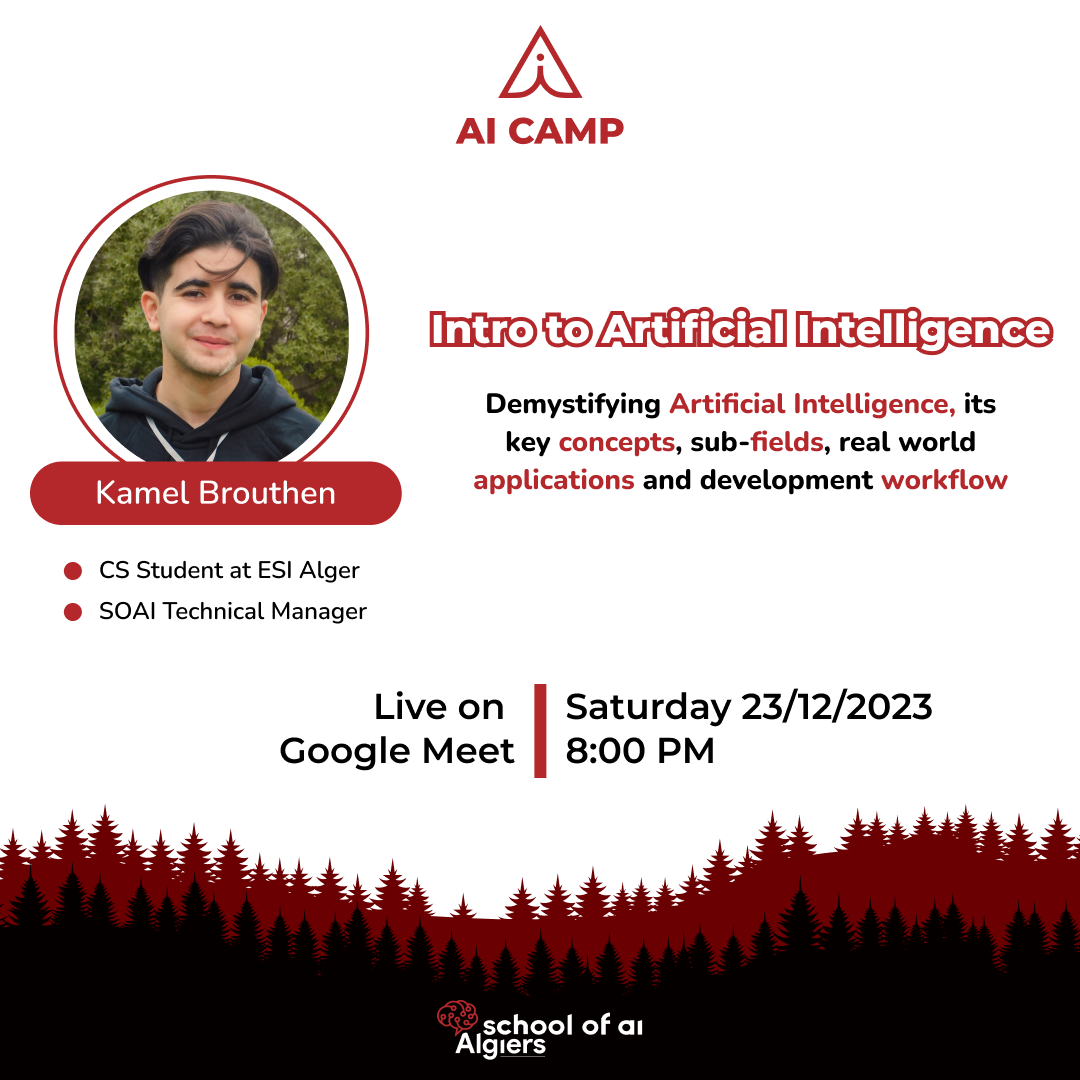 AI CAMP
Kamel Brouthen
CS Student at ESI Alger
SOAI Technical Manager
Intro to Artificial Intelligence
Demystifying Artificial Intelligence, its
key concepts, sub-fields, real world
applications and development workflow
Live on
Google Meet
Saturday 23/12/2023
8:00 PM
school of ai
Algiers